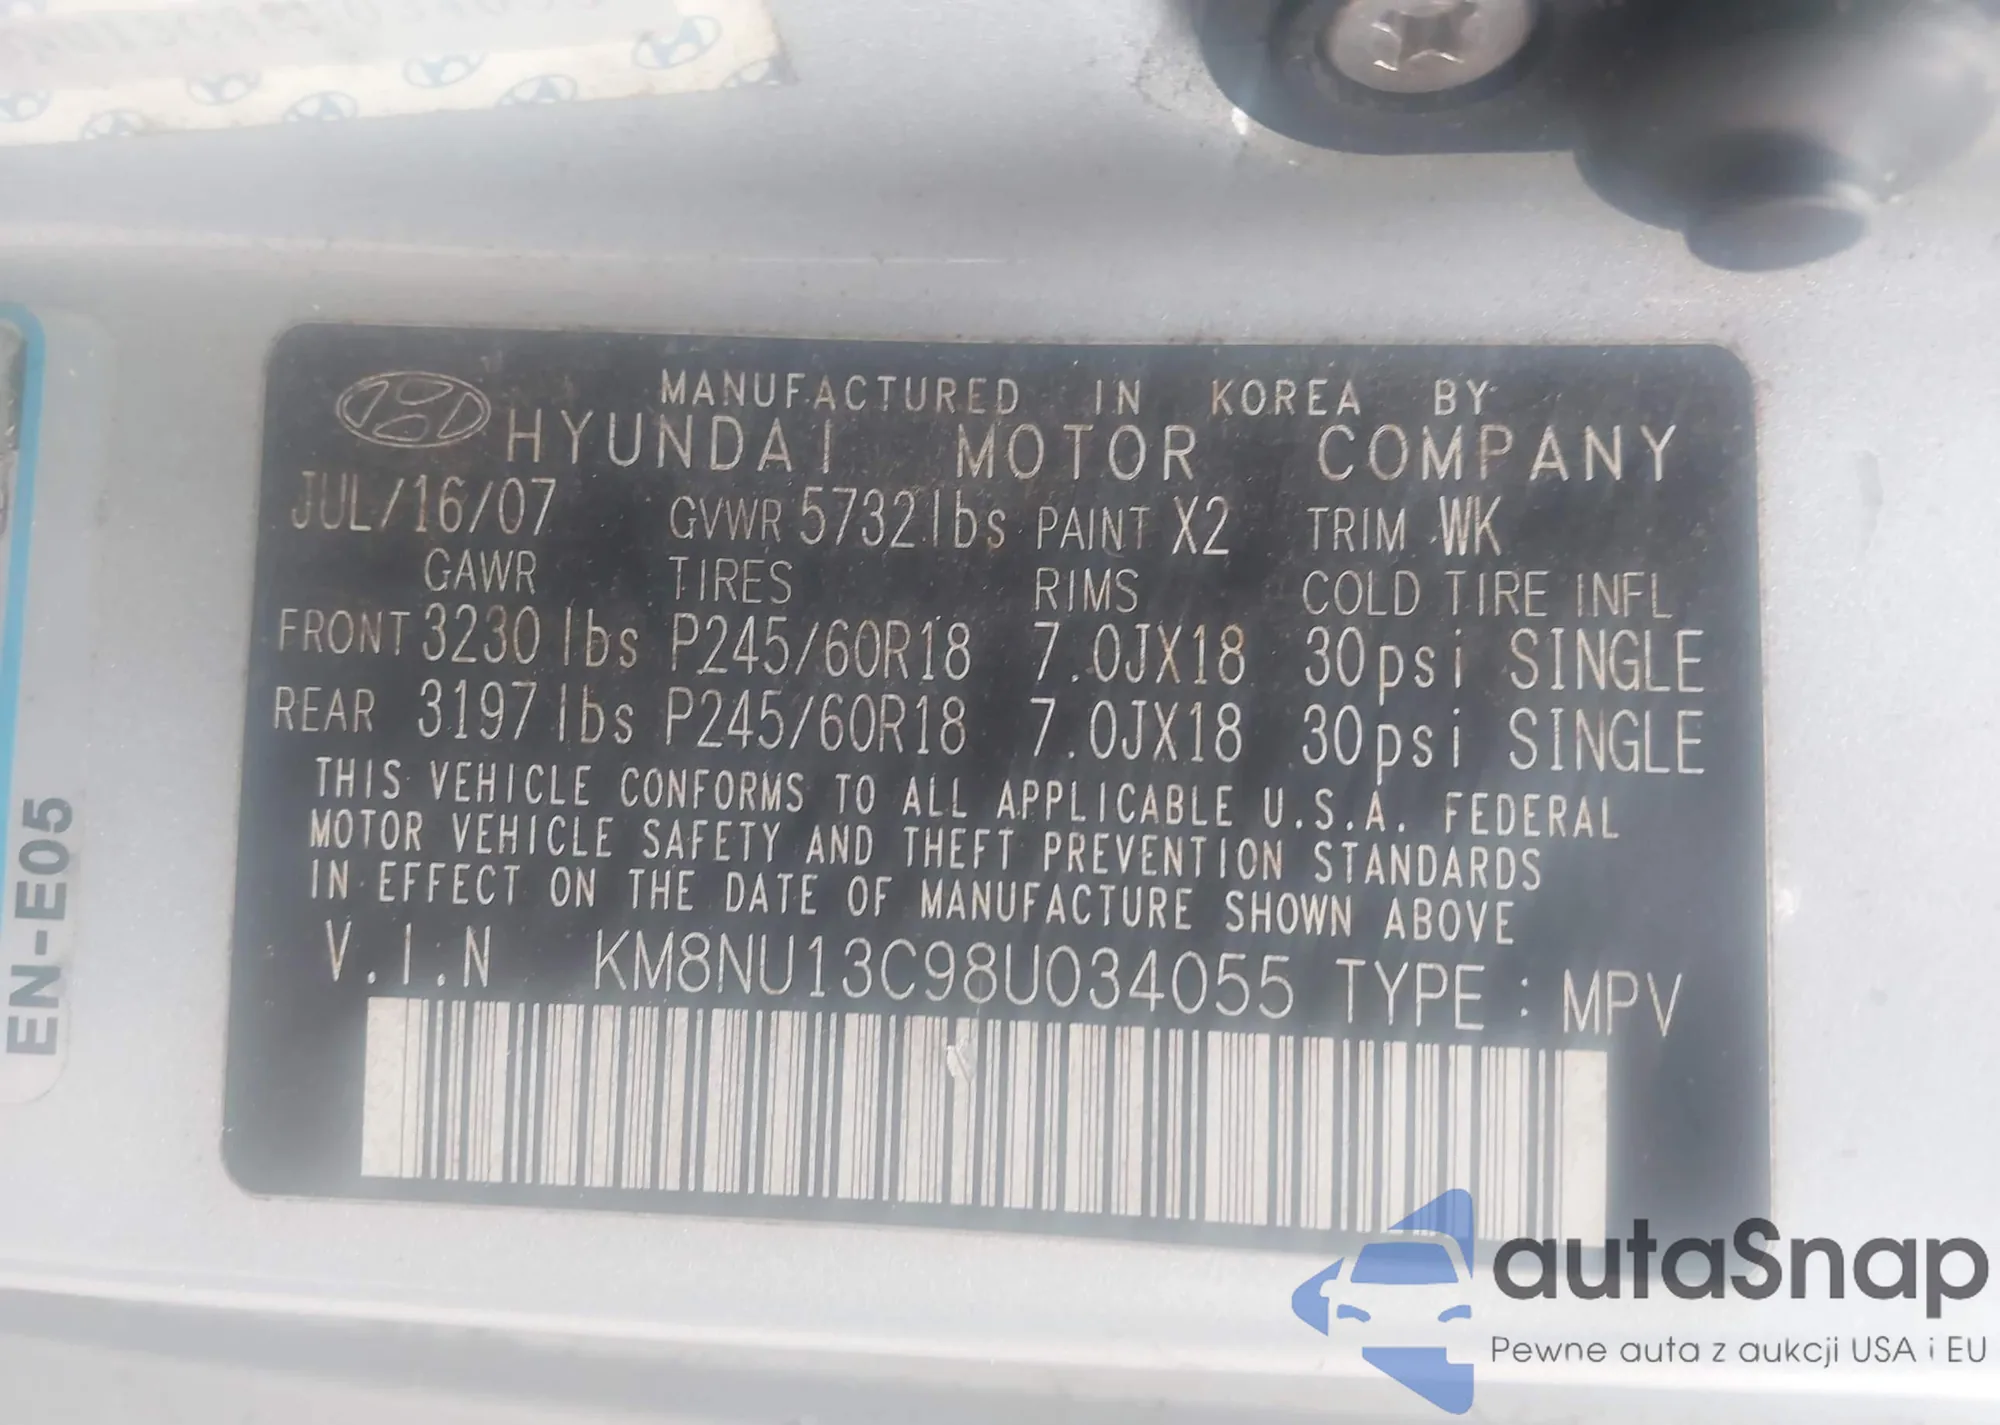 MANUFACTURED IN KOREA BY
HYUNDAI MOTOR COMPANY
JUL/16/07 GVWR 5732lbs PAINT X2 TRIM WK
GAWR TIRES RIMS COLD TIRE INFL
FRONT 3230 lbs P245/60R18 7.0JX18 30psi SINGLE
REAR 3197 lbs P245/60R18 7.0JX18 30psi SINGLE
THIS VEHICLE CONFORMS TO ALL APPLICABLE U.S.A. FEDERAL
MOTOR VEHICLE SAFETY AND THEFT PREVENTION STANDARDS
IN EFFECT ON THE DATE OF MANUFACTURE SHOWN ABOVE
V.I.N KM8NU13C98U034055 TYPE : MPV
EN-E05
autaSnap
Pewne auta z aukcji USA i EU